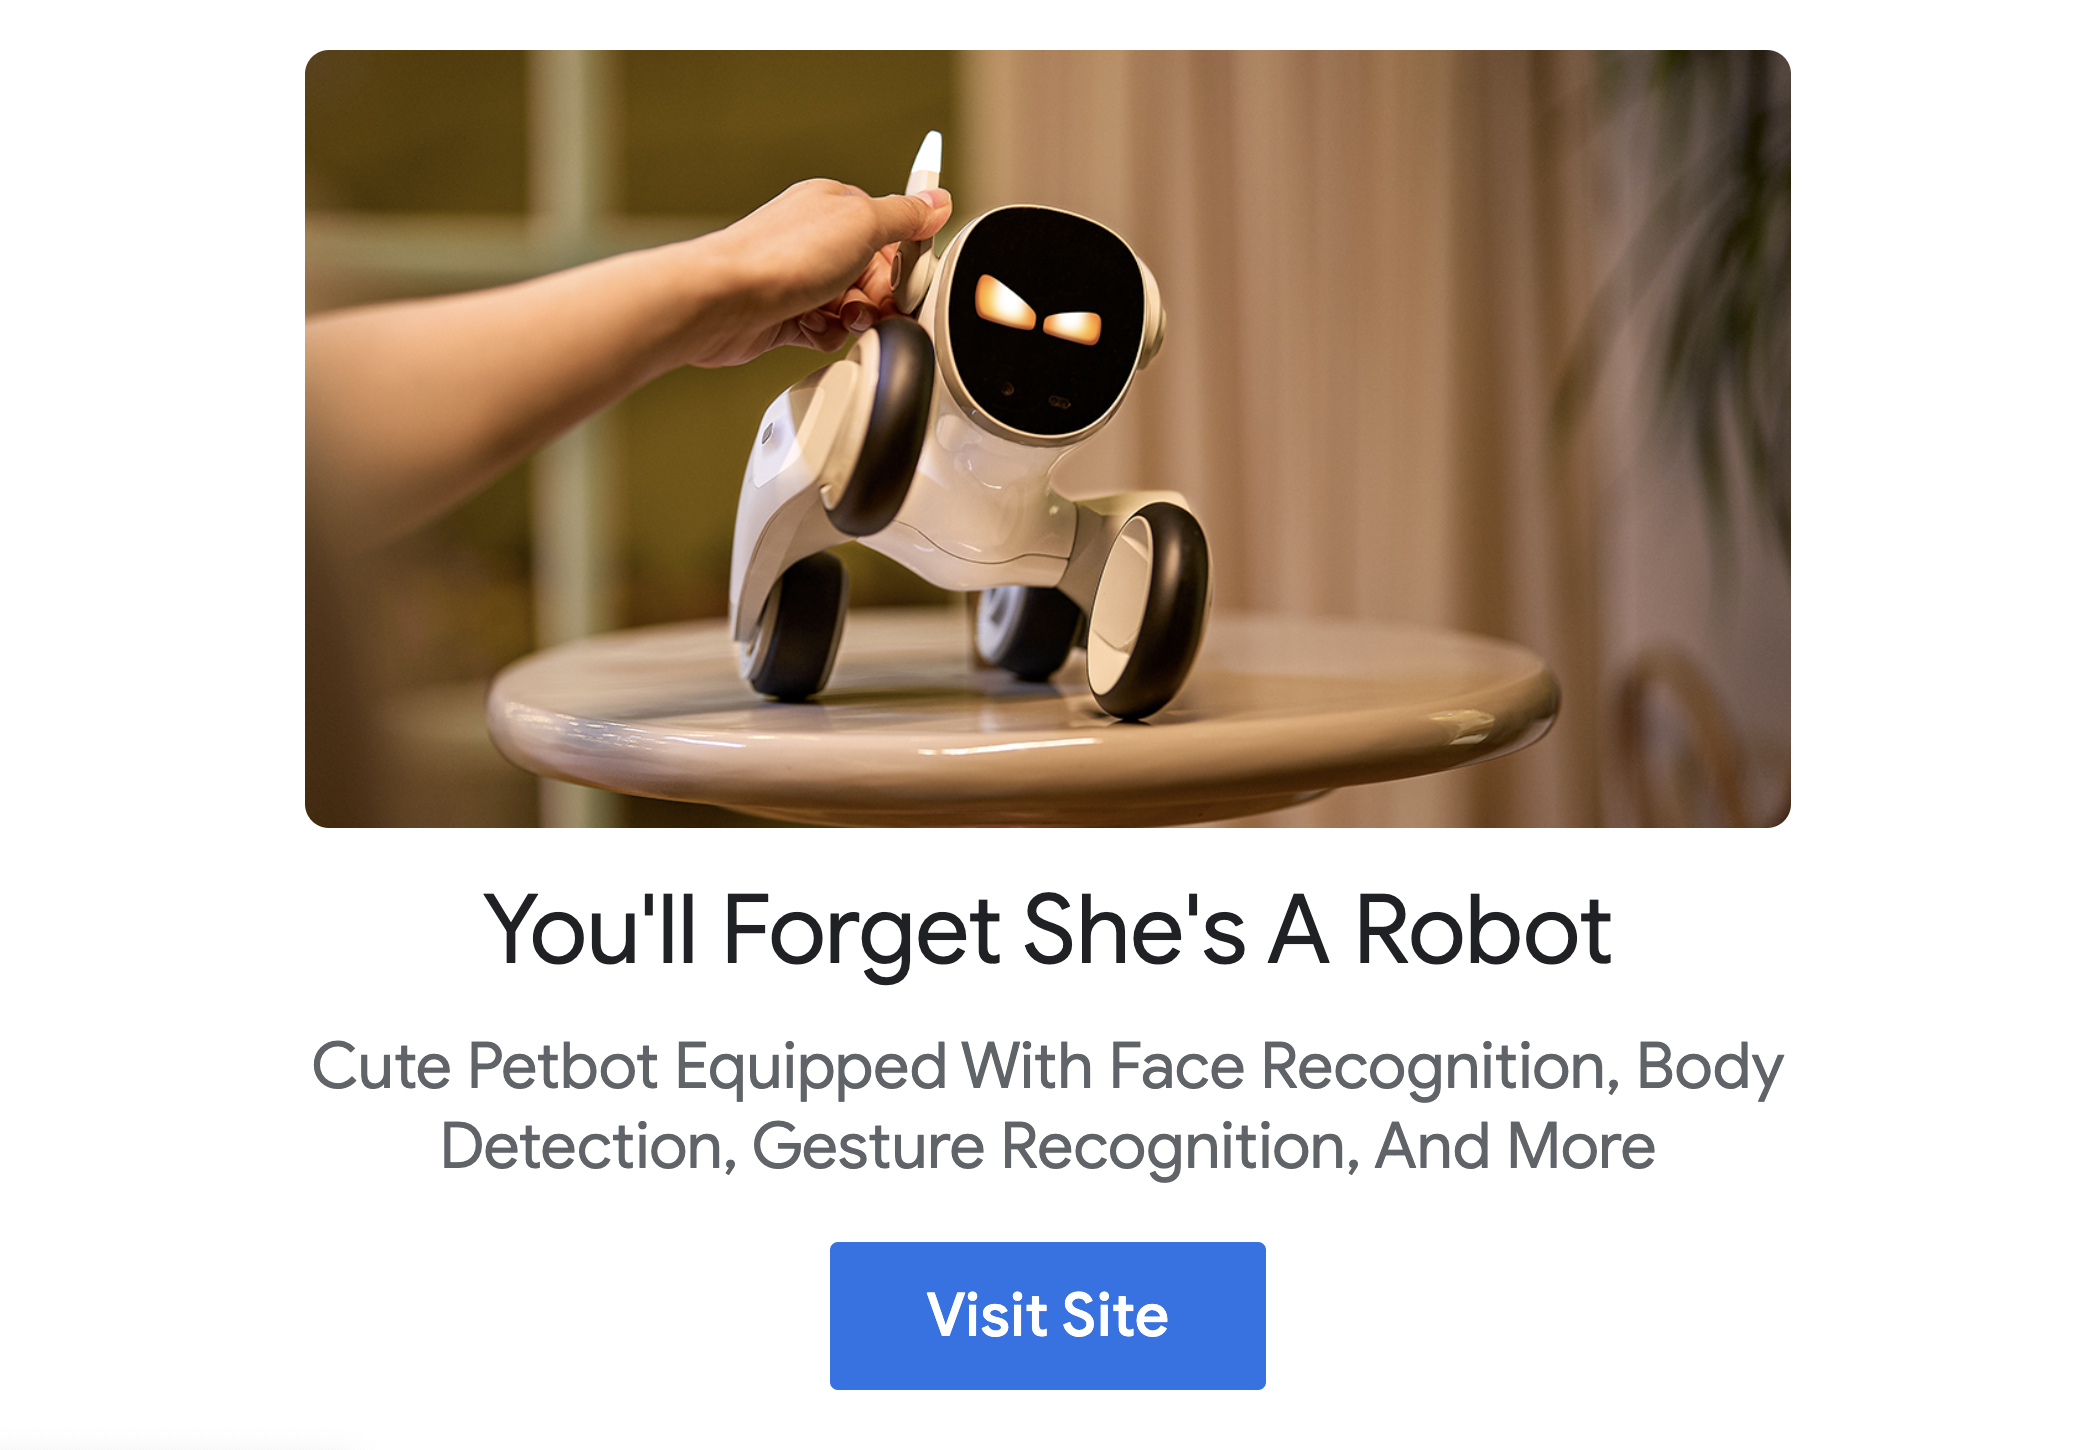 You'll Forget She's A Robot
Cute Petbot Equipped With Face Recognition, Body
Detection, Gesture Recognition, And More
Visit Site